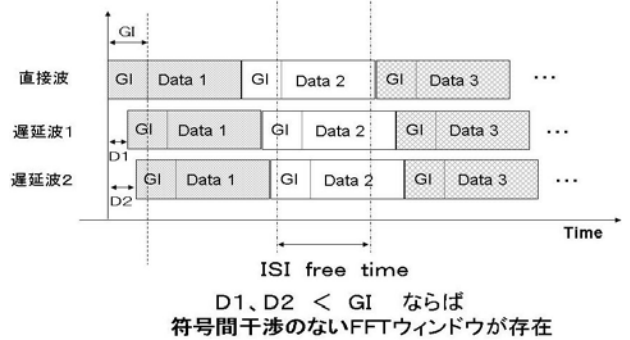 GI
直接波 GI Data 1 GI Data 2 GI Data 3 ...
遅延波1 GI Data 1 GI Data 2 GI Data 3 ...
D1
遅延波2 GI Data 1 GI Data 2 GI Data 3 ...
D2
Time
ISI free time
D1、D2 < GI ならば
符号間干渉のないFFTウィンドウが存在